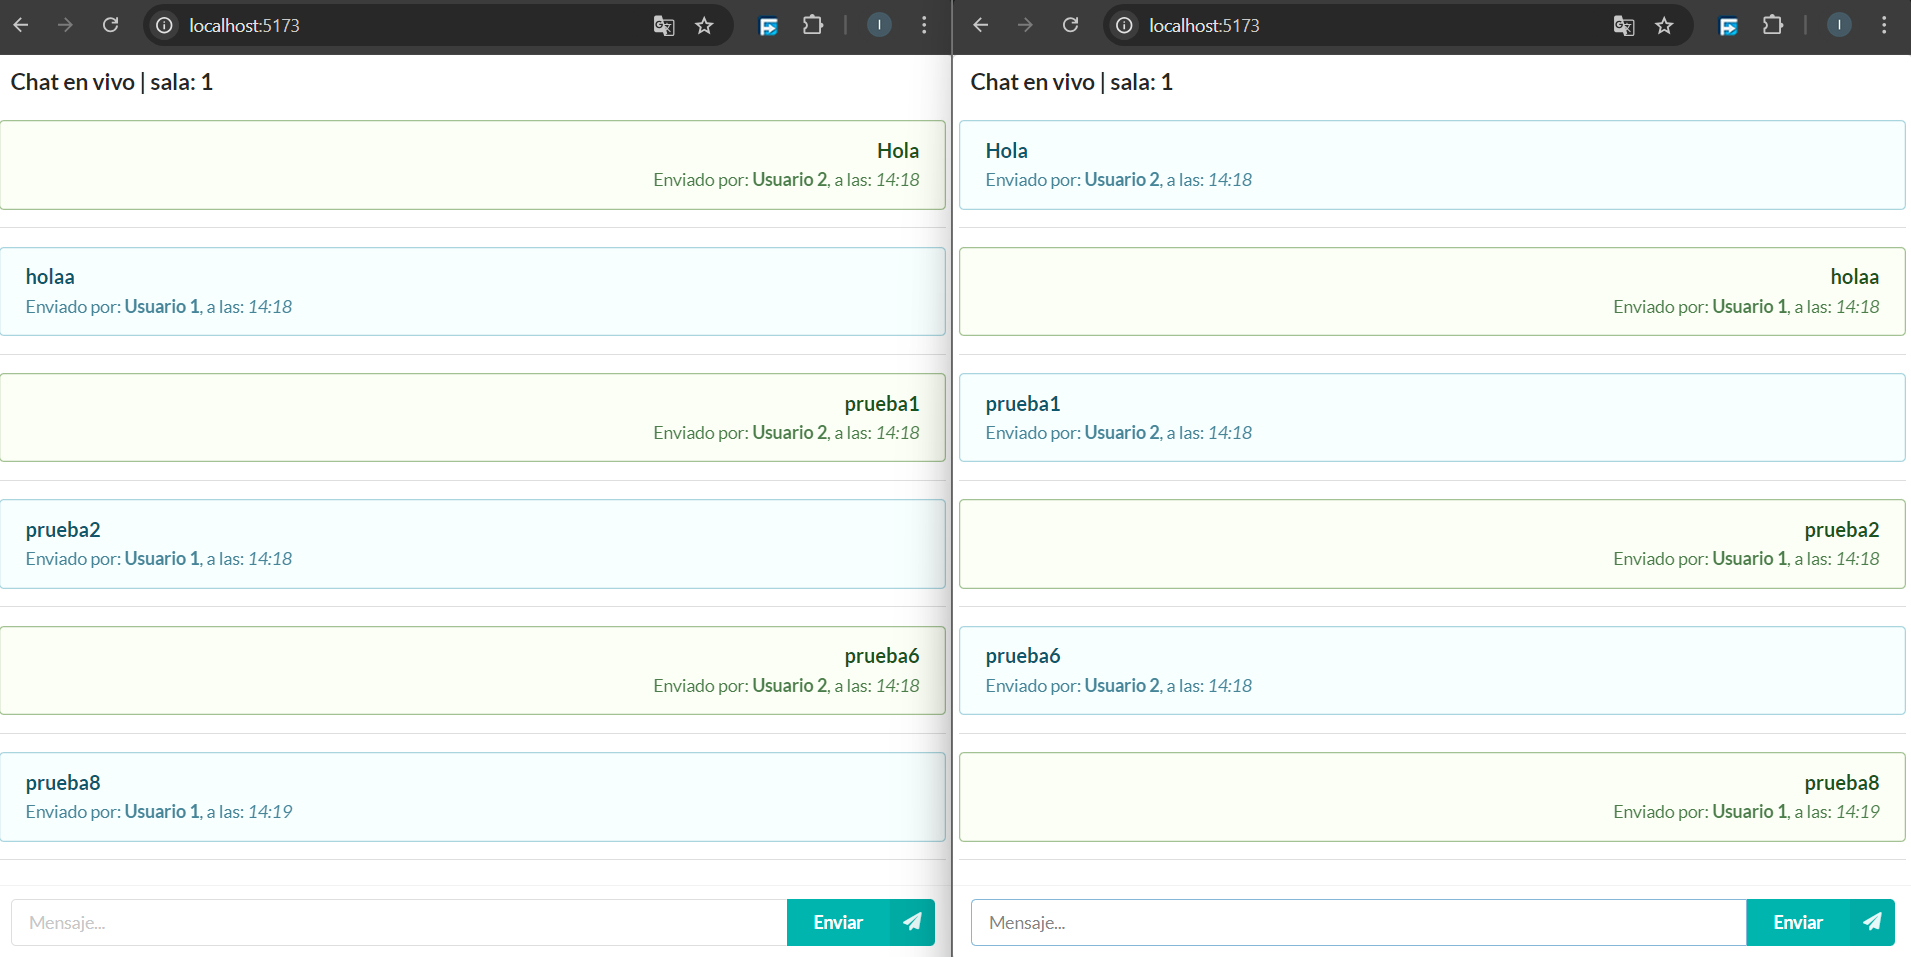 localhost:5173
Chat en vivo | sala: 1
Hola
Enviado por: Usuario 2, a las: 14:18
holaa
Enviado por: Usuario 1, a las: 14:18
prueba1
Enviado por: Usuario 2, a las: 14:18
prueba2
Enviado por: Usuario 1, a las: 14:18
prueba6
Enviado por: Usuario 2, a las: 14:18
prueba8
Enviado por: Usuario 1, a las: 14:19
Mensaje...
Enviar
I
localhost:5173
I
Chat en vivo | sala: 1
Hola
Enviado por: Usuario 2, a las: 14:18
holaa
Enviado por: Usuario 1, a las: 14:18
prueba1
Enviado por: Usuario 2, a las: 14:18
prueba2
Enviado por: Usuario 1, a las: 14:18
prueba6
Enviado por: Usuario 2, a las: 14:18
prueba8
Enviado por: Usuario 1, a las: 14:19
Mensaje...
Enviar